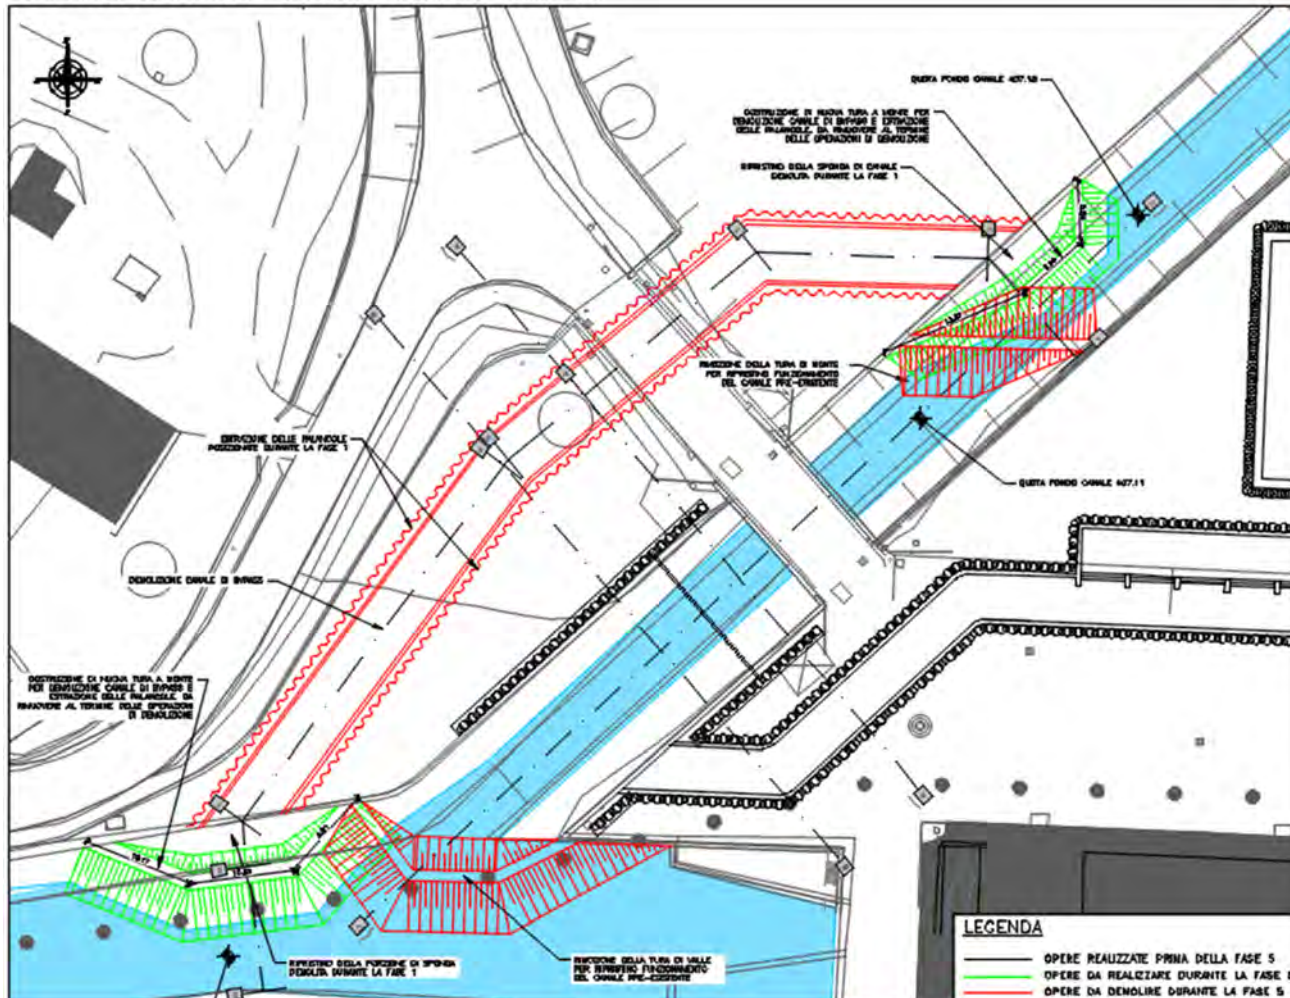 QUOTA FONDO CANALE 407.18
COSTRUZIONE DI NUOVA TURA A MONTE PER
DEMOLIZIONE CANALE DI BYPASS E ESTRAZIONE
DELLE PALANCOLE, DA RIMUOVERE AL TERMINE
DELLE OPERAZIONI DI DEMOLIZIONE
RIPRISTINO DELLA SPONDA DI CANALE
DEMOLITA DURANTE LA FASE 1
RIMOZIONE DELLA TURA DI MONTE
PER RIPRISTINO FUNZIONAMENTO
DEL CANALE PRE-ESISTENTE
ESTRAZIONE DELLE PALANCOLE
POSIZIONATE DURANTE LA FASE 1
QUOTA FONDO CANALE 407.11
DEMOLIZIONE CANALE DI BYPASS
COSTRUZIONE DI NUOVA TURA A MONTE
PER DEMOLIZIONE CANALE DI BYPASS E
ESTRAZIONE DELLE PALANCOLE, DA
RIMUOVERE AL TERMINE DELLE OPERAZIONI
DI DEMOLIZIONE
RIPRISTINO DELLA PORZIONE DI SPONDA
DEMOLITA DURANTE LA FASE 1
RIMOZIONE DELLA TURA DI VALLE
PER RIPRISTINO FUNZIONAMENTO
DEL CANALE PRE-ESISTENTE
LEGENDA
OPERE REALIZZATE PRIMA DELLA FASE 5
OPERE DA REALIZZARE DURANTE LA FASE
OPERE DA DEMOLIRE DURANTE LA FASE 5